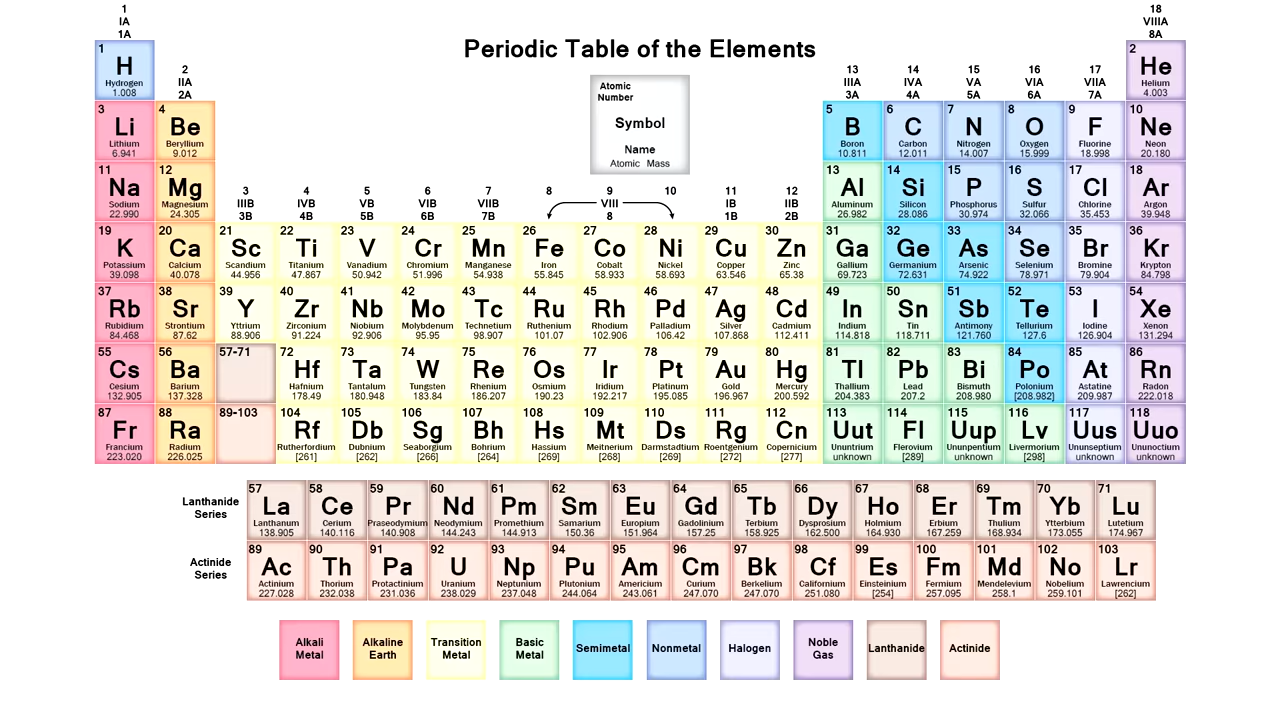 1
IA
1A
18
VIIIA
8A
Periodic Table of the Elements
1
H
Hydrogen
1.008
2
IIA
2A
13
IIIA
3A
14
IVA
4A
15
VA
5A
16
VIA
6A
17
VIIA
7A
2
He
Helium
4.003
Atomic
Number
Symbol
Name
Atomic Mass
3
Li
Lithium
6.941
4
Be
Beryllium
9.012
5
B
Boron
10.811
6
C
Carbon
12.011
7
N
Nitrogen
14.007
8
O
Oxygen
15.999
9
F
Fluorine
18.998
10
Ne
Neon
20.180
11
Na
Sodium
22.990
12
Mg
Magnesium
24.305
3
IIIB
3B
4
IVB
4B
5
VB
5B
6
VIB
6B
7
VIIB
7B
8
9
10
VIII
8
11
IB
1B
12
IIB
2B
13
Al
Aluminum
26.982
14
Si
Silicon
28.086
15
P
Phosphorus
30.974
16
S
Sulfur
32.066
17
Cl
Chlorine
35.453
18
Ar
Argon
39.948
19
K
Potassium
39.098
20
Ca
Calcium
40.078
21
Sc
Scandium
44.956
22
Ti
Titanium
47.867
23
V
Vanadium
50.942
24
Cr
Chromium
51.996
25
Mn
Manganese
54.938
26
Fe
Iron
55.845
27
Co
Cobalt
58.933
28
Ni
Nickel
58.693
29
Cu
Copper
63.546
30
Zn
Zinc
65.38
31
Ga
Gallium
69.723
32
Ge
Germanium
72.631
33
As
Arsenic
74.922
34
Se
Selenium
78.971
35
Br
Bromine
79.904
36
Kr
Krypton
84.798
37
Rb
Rubidium
84.468
38
Sr
Strontium
87.62
39
Y
Yttrium
88.906
40
Zr
Zirconium
91.224
41
Nb
Niobium
92.906
42
Mo
Molybdenum
95.95
43
Tc
Technetium
98.907
44
Ru
Ruthenium
101.07
45
Rh
Rhodium
102.906
46
Pd
Palladium
106.42
47
Ag
Silver
107.868
48
Cd
Cadmium
112.411
49
In
Indium
114.818
50
Sn
Tin
118.711
51
Sb
Antimony
121.760
52
Te
Tellurium
127.6
53
I
Iodine
126.904
54
Xe
Xenon
131.294
55
Cs
Cesium
132.905
56
Ba
Barium
137.328
57-71
72
Hf
Hafnium
178.49
73
Ta
Tantalum
180.948
74
W
Tungsten
183.84
75
Re
Rhenium
186.207
76
Os
Osmium
190.23
77
Ir
Iridium
192.217
78
Pt
Platinum
195.085
79
Au
Gold
196.967
80
Hg
Mercury
200.592
81
Tl
Thallium
204.383
82
Pb
Lead
207.2
83
Bi
Bismuth
208.980
84
Po
Polonium
[208.982]
85
At
Astatine
209.987
86
Rn
Radon
222.018
87
Fr
Francium
223.020
88
Ra
Radium
226.025
89-103
104
Rf
Rutherfordium
[261]
105
Db
Dubnium
[262]
106
Sg
Seaborgium
[266]
107
Bh
Bohrium
[264]
108
Hs
Hassium
[269]
109
Mt
Meitnerium
[268]
110
Ds
Darmstadtium
[269]
111
Rg
Roentgenium
[272]
112
Cn
Copernicium
[277]
113
Uut
Ununtrium
unknown
114
Fl
Flerovium
[289]
115
Uup
Ununpentium
unknown
116
Lv
Livermorium
[298]
117
Uus
Ununseptium
unknown
118
Uuo
Ununoctium
unknown
Lanthanide
Series
57
La
Lanthanum
138.905
58
Ce
Cerium
140.116
59
Pr
Praseodymium
140.908
60
Nd
Neodymium
144.243
61
Pm
Promethium
144.913
62
Sm
Samarium
150.36
63
Eu
Europium
151.964
64
Gd
Gadolinium
157.25
65
Tb
Terbium
158.925
66
Dy
Dysprosium
162.500
67
Ho
Holmium
164.930
68
Er
Erbium
167.259
69
Tm
Thulium
168.934
70
Yb
Ytterbium
173.055
71
Lu
Lutetium
174.967
Actinide
Series
89
Ac
Actinium
227.028
90
Th
Thorium
232.038
91
Pa
Protactinium
231.036
92
U
Uranium
238.029
93
Np
Neptunium
237.048
94
Pu
Plutonium
244.064
95
Am
Americium
243.061
96
Cm
Curium
247.070
97
Bk
Berkelium
247.070
98
Cf
Californium
251.080
99
Es
Einsteinium
[254]
100
Fm
Fermium
257.095
101
Md
Mendelevium
258.1
102
No
Nobelium
259.101
103
Lr
Lawrencium
[262]
Alkali
Metal
Alkaline
Earth
Transition
Metal
Basic
Metal
Semimetal
Nonmetal
Halogen
Noble
Gas
Lanthanide
Actinide